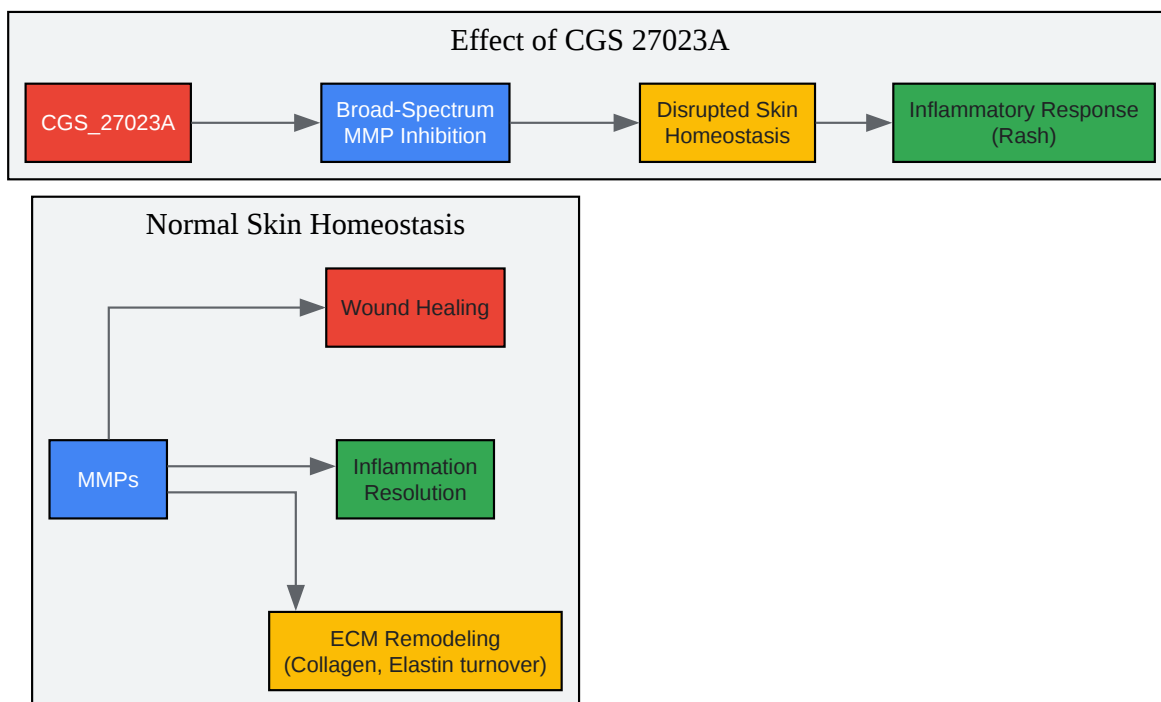 Effect of CGS 27023A
CGS_27023A
Broad-Spectrum
MMP Inhibition
Disrupted Skin
Homeostasis
Inflammatory Response
(Rash)
Normal Skin Homeostasis
Wound Healing
MMPs
Inflammation
Resolution
ECM Remodeling
(Collagen, Elastin turnover)